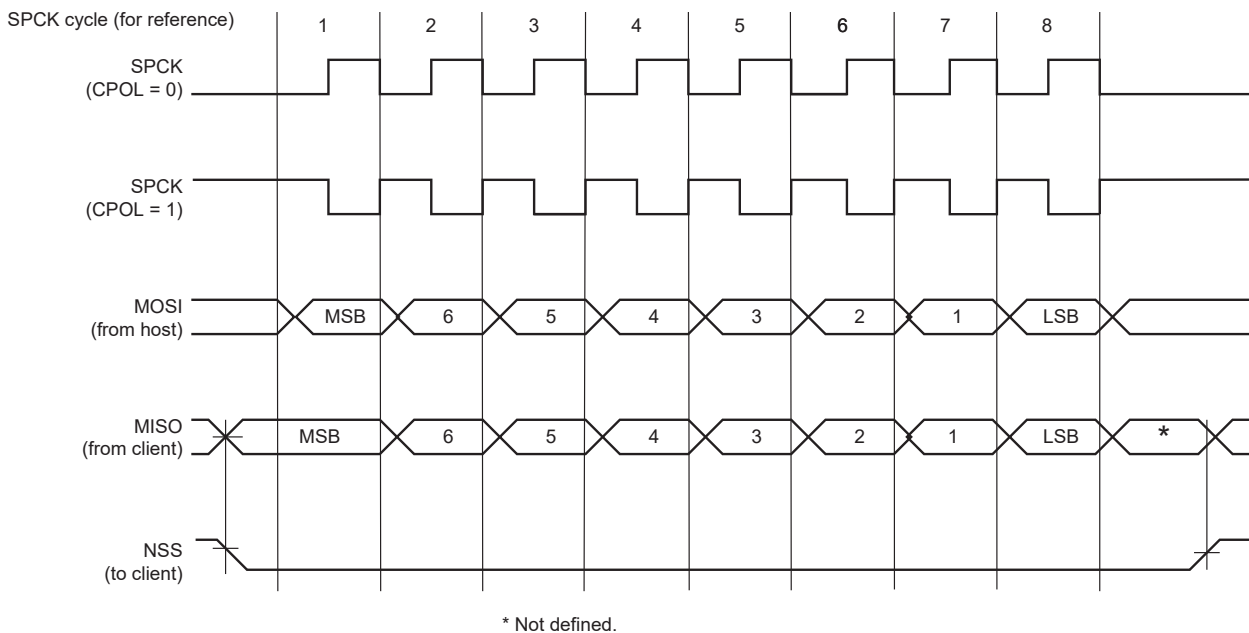 SPCK cycle (for reference)
1 2 3 4 5 6 7 8
SPCK
(CPOL = 0)
SPCK
(CPOL = 1)
MOSI
(from host)
MSB 6 5 4 3 2 1 LSB
MISO
(from client)
MSB 6 5 4 3 2 1 LSB *
NSS
(to client)
* Not defined.